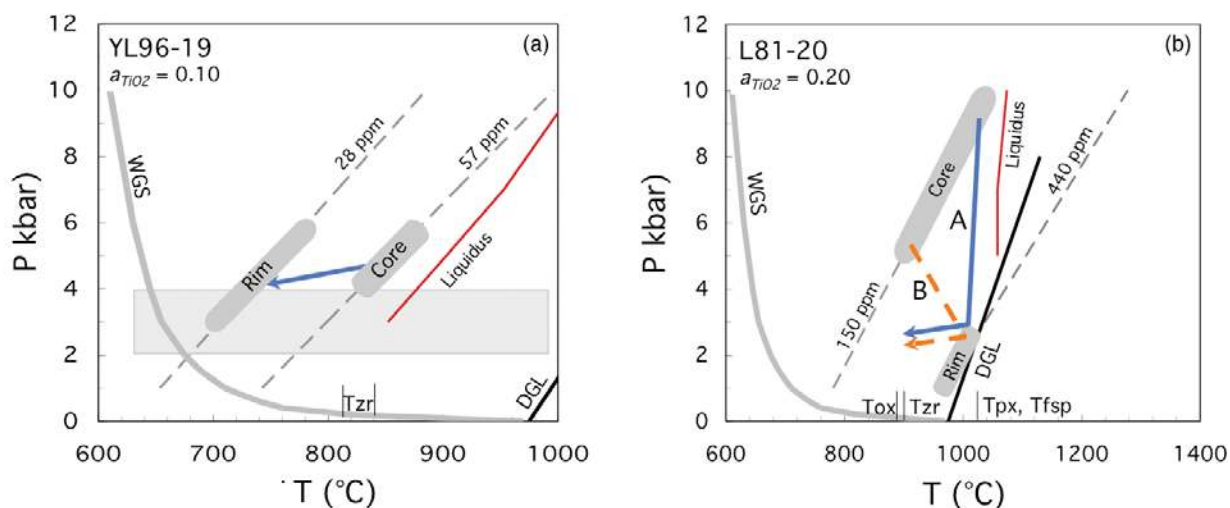 YL96-19
(a)
aTiO2 = 0.10
12
10
8
6
4
2
0
P kbar
WGS
28 ppm
57 ppm
Rim
Core
Liquidus
Tzr
DGL
600
700
800
900
1000
T (°C)
L81-20
(b)
aTiO2 = 0.20
12
10
8
6
4
2
0
P kbar
WGS
Core
A
Liquidus
440 ppm
B
150 ppm
Rim
DGL
Tox
Tzr
Tpx, Tfsp
600
800
1000
1200
1400
T (°C)